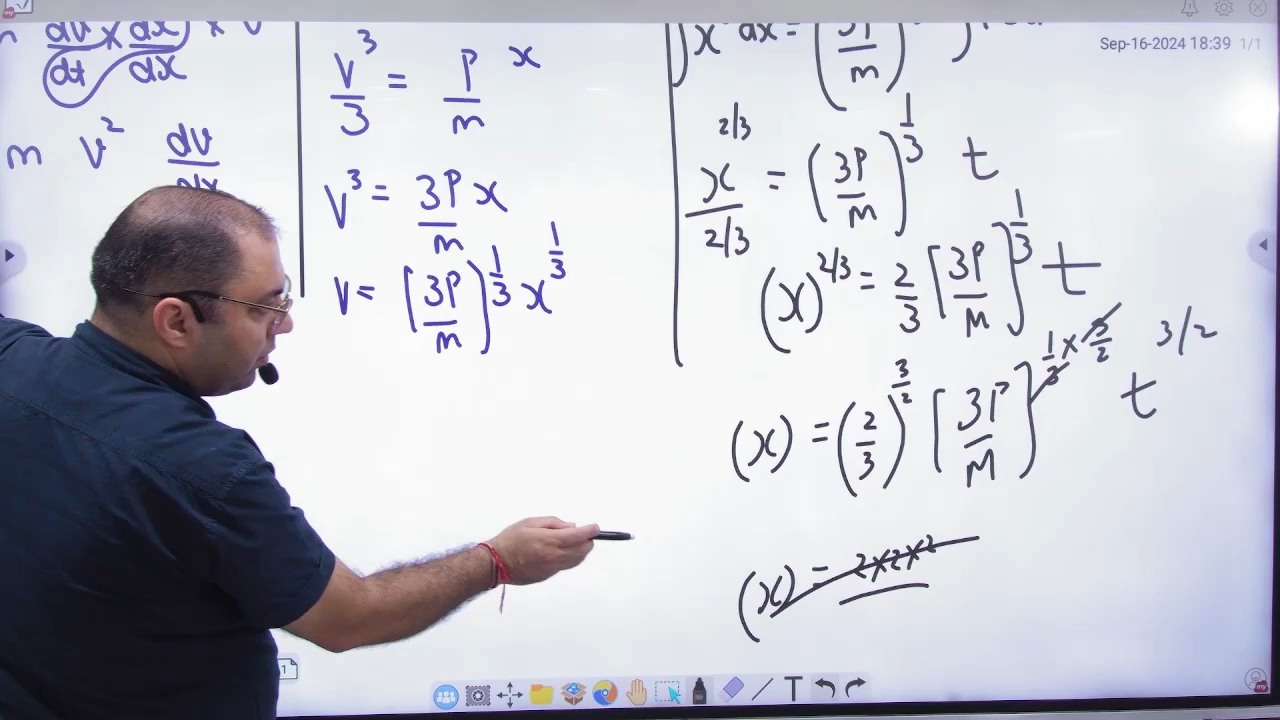 dv/dt × dx/dx × v
m v² dv/dx
v³/3 = P/m x
v³ = 3P/m x
v = [3P/m]^1/3 x^1/3
Sep-16-2024 18:39 1/1
x^2/3 / 2/3 = (3P/m)^1/3 t
(x)^2/3 = 2/3 [3P/M]^1/3 t
(x) = (2/3)^3/2 [3P/M]^1/3 × 3/2 t^3/2
(x) = 2×2×2
1
T